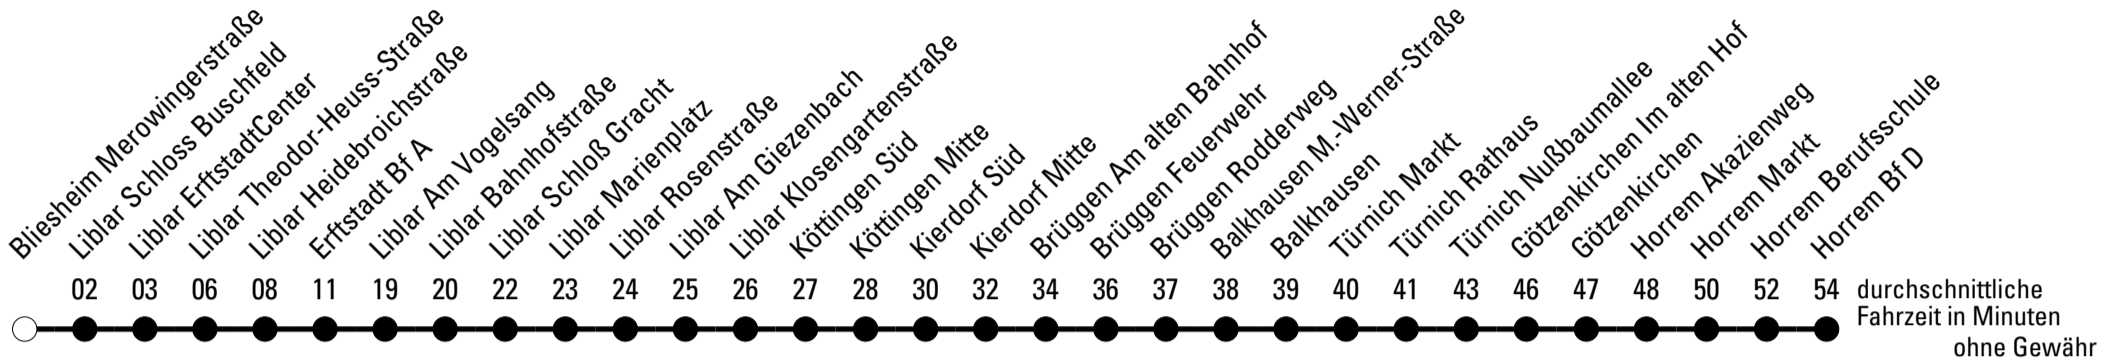 Bliesheim Merowingerstraße
Liblar Schloss Buschfeld
Liblar ErftstadtCenter
Liblar Theodor-Heuss-Straße
Liblar Heidebroichstraße
Erftstadt Bf A
Liblar Am Vogelsang
Liblar Bahnhofstraße
Liblar Schloß Gracht
Liblar Marienplatz
Liblar Rosenstraße
Liblar Am Giezenbach
Liblar Klosengartenstraße
Köttingen Süd
Köttingen Mitte
Kierdorf Süd
Kierdorf Mitte
Brüggen Am alten Bahnhof
Brüggen Feuerwehr
Brüggen Rodderweg
Balkhausen M.-Werner-Straße
Balkhausen
Türnich Markt
Türnich Rathaus
Türnich Nußbaumallee
Götzenkirchen Im alten Hof
Götzenkirchen
Horrem Akazienweg
Horrem Markt
Horrem Berufsschule
Horrem Bf D
02 03 06 08 11 19 20 22 23 24 25 26 27 28 30 32 34 36 37 38 39 40 41 43 46 47 48 50 52 54 durchschnittliche
Fahrzeit in Minuten
ohne Gewähr